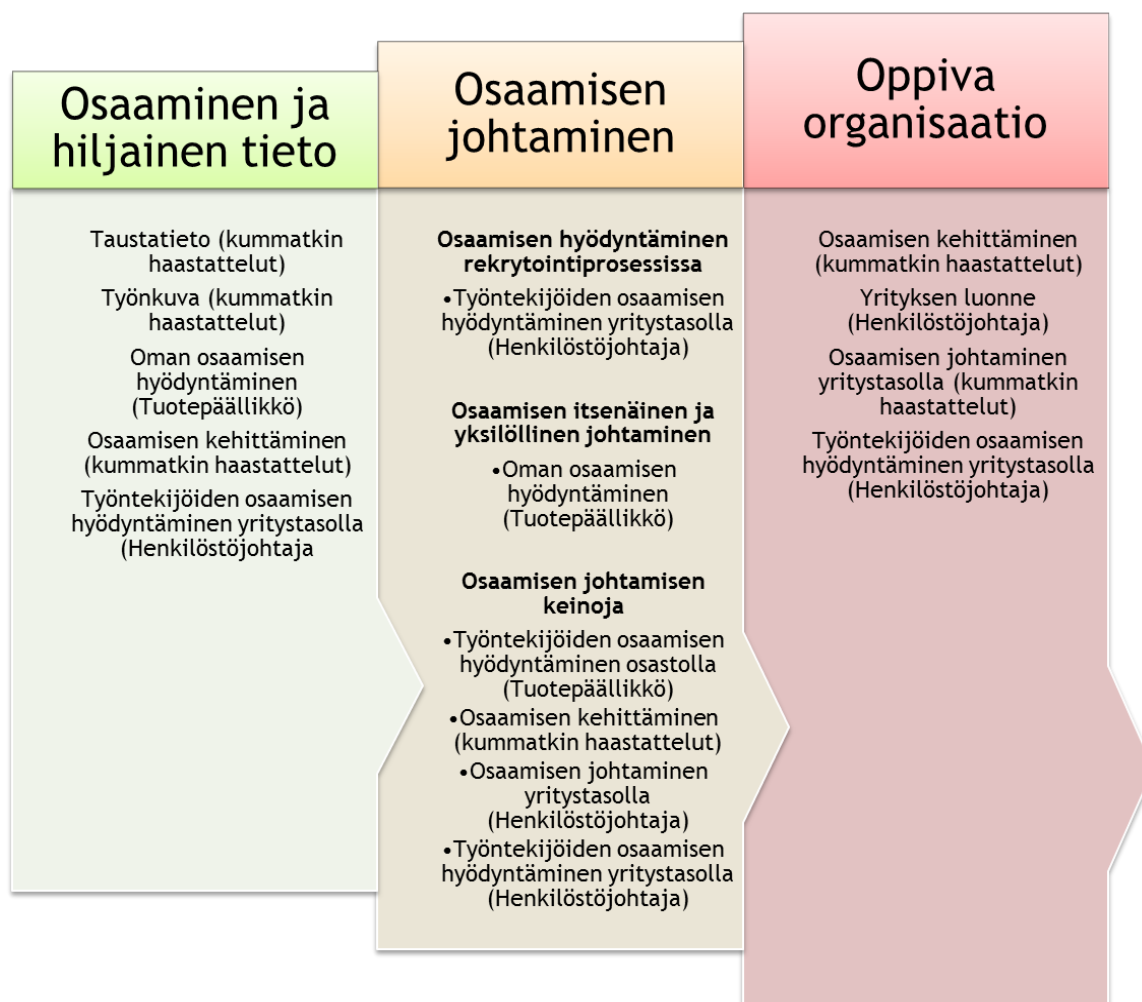 Osaaminen ja
hiljainen tieto
Taustatieto (kummatkin
haastattelut)
Työnkuva (kummatkin
haastattelut)
Oman osaamisen
hyödyntäminen
(Tuotepäällikkö)
Osaamisen kehittäminen
(kummatkin haastattelut)
Työntekijöiden osaamisen
hyödyntäminen yritystasolla
(Henkilöstöjohtaja
Osaamisen
johtaminen
Osaamisen hyödyntäminen
rekrytointiprosessissa
•Työntekijöiden osaamisen
hyödyntäminen yritystasolla
(Henkilöstöjohtaja)
Osaamisen itsenäinen ja
yksilöllinen johtaminen
•Oman osaamisen
hyödyntäminen
(Tuotepäällikkö)
Osaamisen johtamisen
keinoja
•Työntekijöiden osaamisen
hyödyntäminen osastolla
(Tuotepäällikkö)
•Osaamisen kehittäminen
(kummatkin haastattelut)
•Osaamisen johtaminen
yritystasolla
(Henkilöstöjohtaja)
•Työntekijöiden osaamisen
hyödyntäminen yritystasolla
(Henkilöstöjohtaja)
Oppiva
organisaatio
Osaamisen kehittäminen
(kummatkin haastattelut)
Yrityksen luonne
(Henkilöstöjohtaja)
Osaamisen johtaminen
yritystasolla (kummatkin
haastattelut)
Työntekijöiden osaamisen
hyödyntäminen yritystasolla
(Henkilöstöjohtaja)